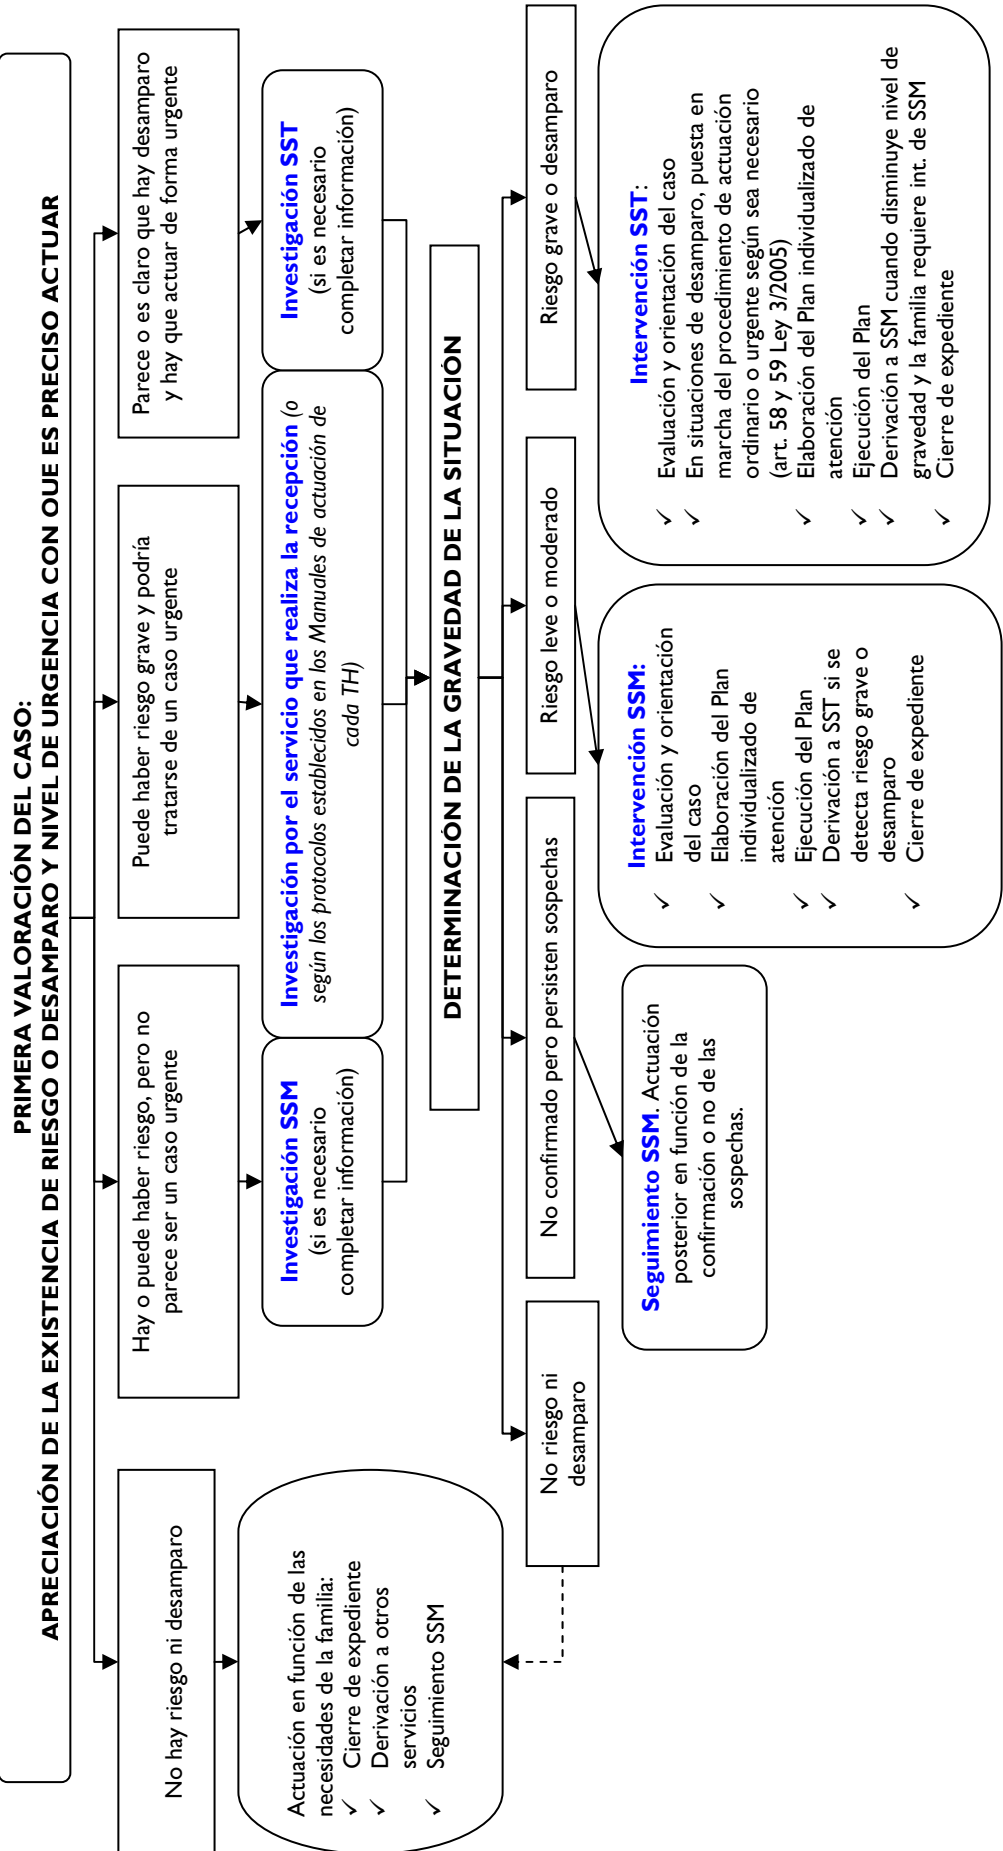 PRIMERA VALORACIÓN DEL CASO:
APRECIACIÓN DE LA EXISTENCIA DE RIESGO O DESAMPARO Y NIVEL DE URGENCIA CON QUE ES PRECISO ACTUAR
No hay riesgo ni desamparo
Hay o puede haber riesgo, pero no
parece ser un caso urgente
Puede haber riesgo grave y podría
tratarse de un caso urgente
Parece o es claro que hay desamparo
y hay que actuar de forma urgente
Actuación en función de las
necesidades de la familia:
✓ Cierre de expediente
✓ Derivación a otros
servicios
✓ Seguimiento SSM
Investigación SSM
(si es necesario
completar información)
Investigación por el servicio que realiza la recepción (o
según los protocolos establecidos en los Manuales de actuación de
cada TH)
Investigación SST
(si es necesario
completar información)
DETERMINACIÓN DE LA GRAVEDAD DE LA SITUACIÓN
No riesgo ni
desamparo
No confirmado pero persisten sospechas
Riesgo leve o moderado
Riesgo grave o desamparo
Seguimiento SSM. Actuación
posterior en función de la
confirmación o no de las
sospechas.
Intervención SSM:
✓ Evaluación y orientación
del caso
✓ Elaboración del Plan
individualizado de
atención
✓ Ejecución del Plan
✓ Derivación a SST si se
detecta riesgo grave o
desamparo
✓ Cierre de expediente
Intervención SST:
✓ Evaluación y orientación del caso
✓ En situaciones de desamparo, puesta en
marcha del procedimiento de actuación
ordinario o urgente según sea necesario
(art. 58 y 59 Ley 3/2005)
✓ Elaboración del Plan individualizado de
atención
✓ Ejecución del Plan
✓ Derivación a SSM cuando disminuye nivel de
gravedad y la familia requiere int. de SSM
✓ Cierre de expediente